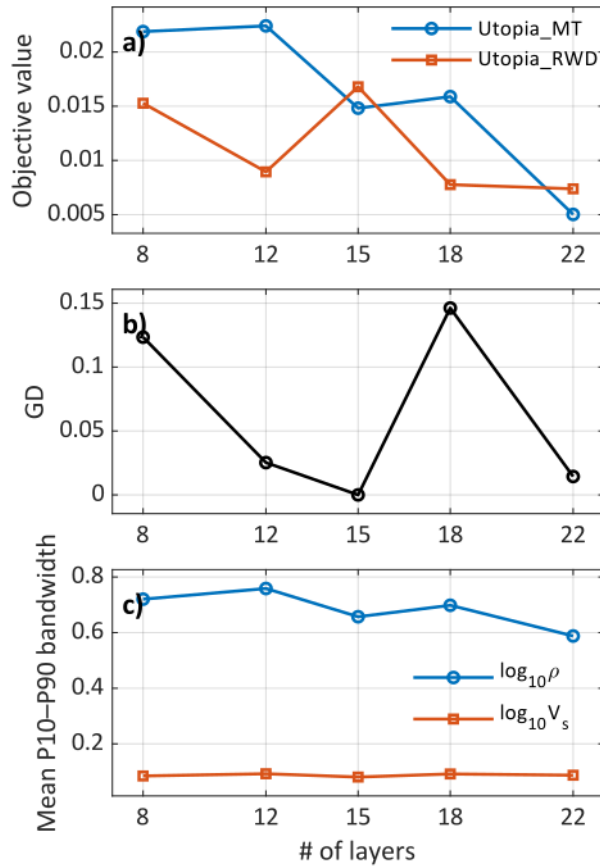 a)
Utopia_MT
Utopia_RWDT
Objective value
0.02
0.015
0.01
0.005
8 12 15 18 22
b)
GD
0.15
0.1
0.05
0
8 12 15 18 22
c)
Mean P10–P90 bandwidth
0.8
0.6
0.4
0.2
log₁₀ρ
log₁₀Vₛ
8 12 15 18 22
# of layers